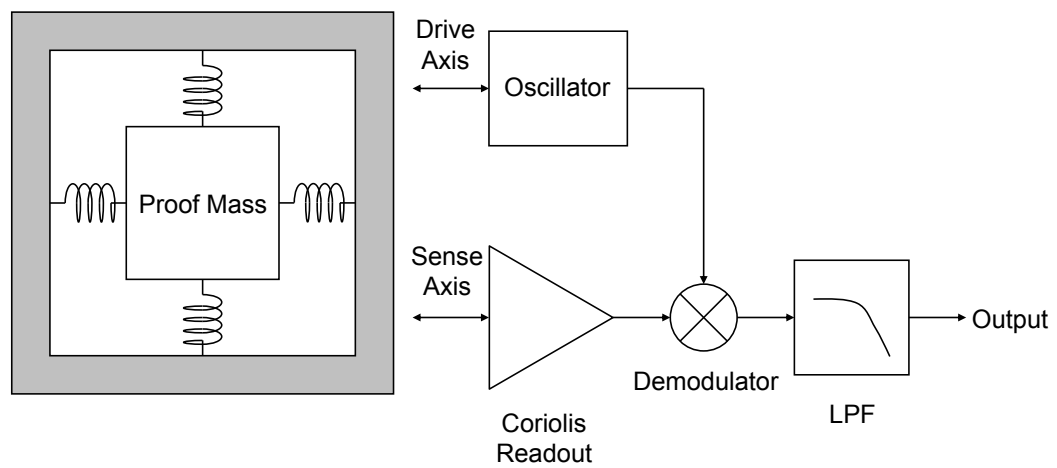 Drive
Axis
Oscillator
Proof Mass
Sense
Axis
Output
Demodulator
LPF
Coriolis
Readout